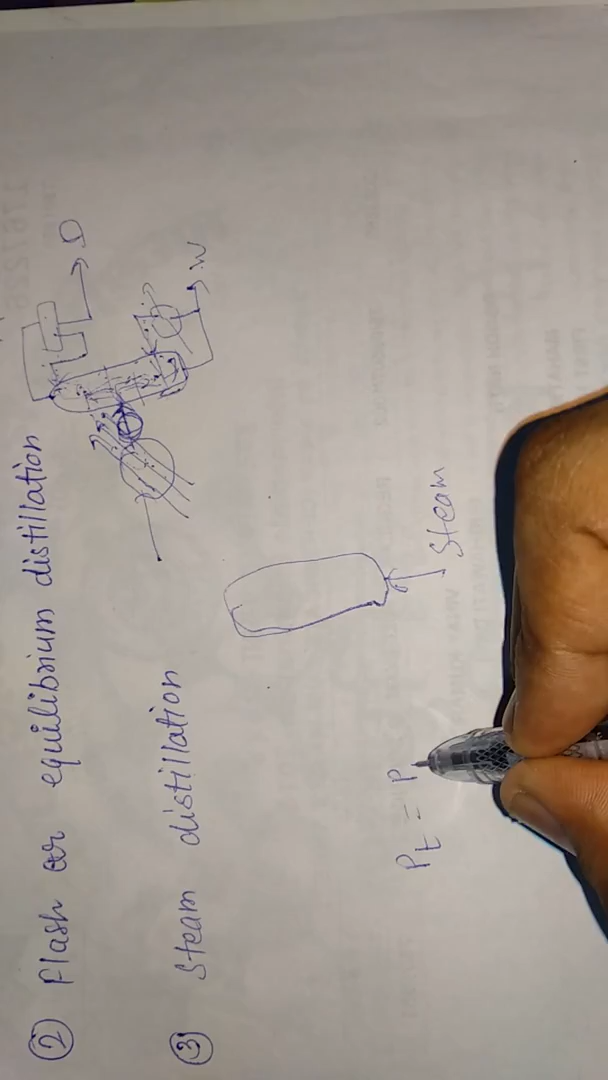 ② Flash or equilibrium distillation
D
W
③ Steam distillation
Steam
Pt = P